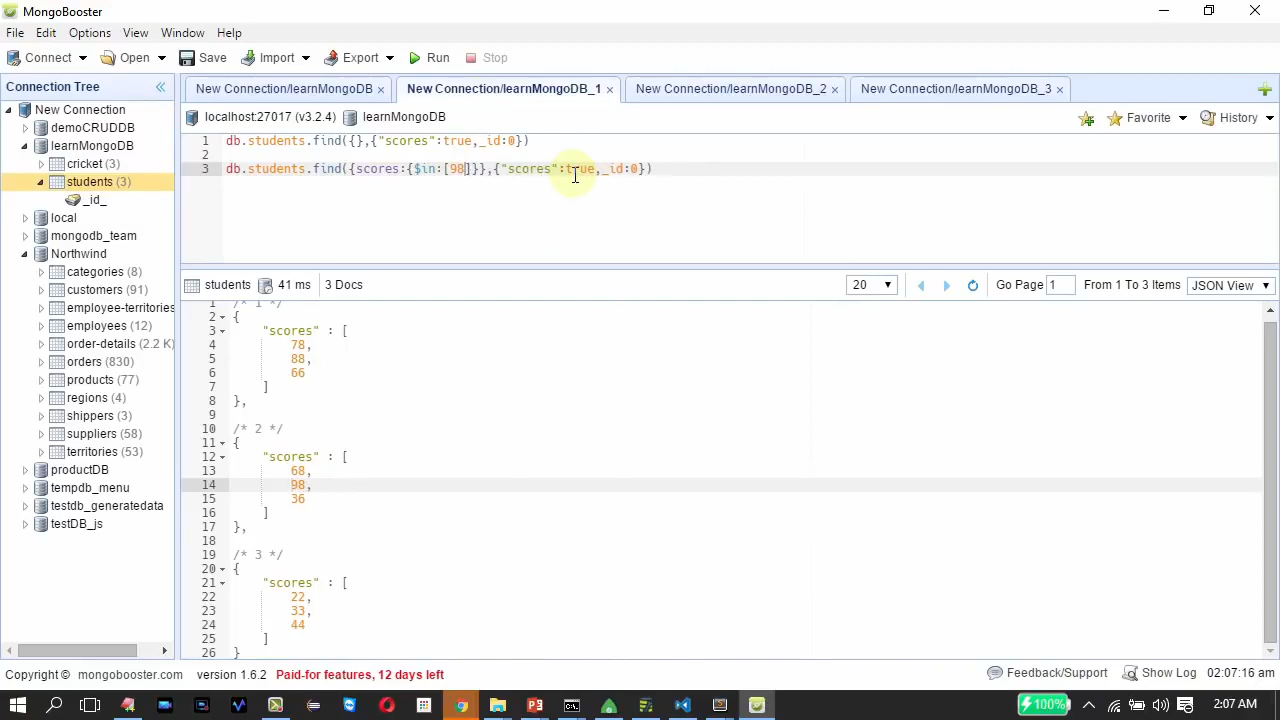 MongoBooster
File Edit Options View Window Help
Connect Open Save Import Export Run Stop
Connection Tree
New Connection/learnMongoDB × New Connection/learnMongoDB_1 × New Connection/learnMongoDB_2 × New Connection/learnMongoDB_3 ×
localhost:27017 (v3.2.4) learnMongoDB Favorite History
New Connection
demoCRUDDB
learnMongoDB
cricket (3)
students (3)
_id_
local
mongodb_team
Northwind
categories (8)
customers (91)
employee-territories
employees (12)
order-details (2.2 K)
orders (830)
products (77)
regions (4)
shippers (3)
suppliers (58)
territories (53)
productDB
tempdb_menu
testdb_generatedata
testDB_js
1 db.students.find({},{"scores":true,_id:0})
2
3 db.students.find({scores:{$in:[98]}},{"scores":true,_id:0})
students 41 ms 3 Docs 20 Go Page 1 From 1 To 3 Items JSON View
1 /* 1 */
2 {
3 "scores" : [
4 78,
5 88,
6 66
7 ]
8 },
9
10 /* 2 */
11 {
12 "scores" : [
13 68,
14 98,
15 36
16 ]
17 },
18
19 /* 3 */
20 {
21 "scores" : [
22 22,
23 33,
24 44
25 ]
26 }
Copyright © mongobooster.com version 1.6.2 Paid-for features, 12 days left Feedback/Support Show Log 02:07:16 am
100% 2:07 AM